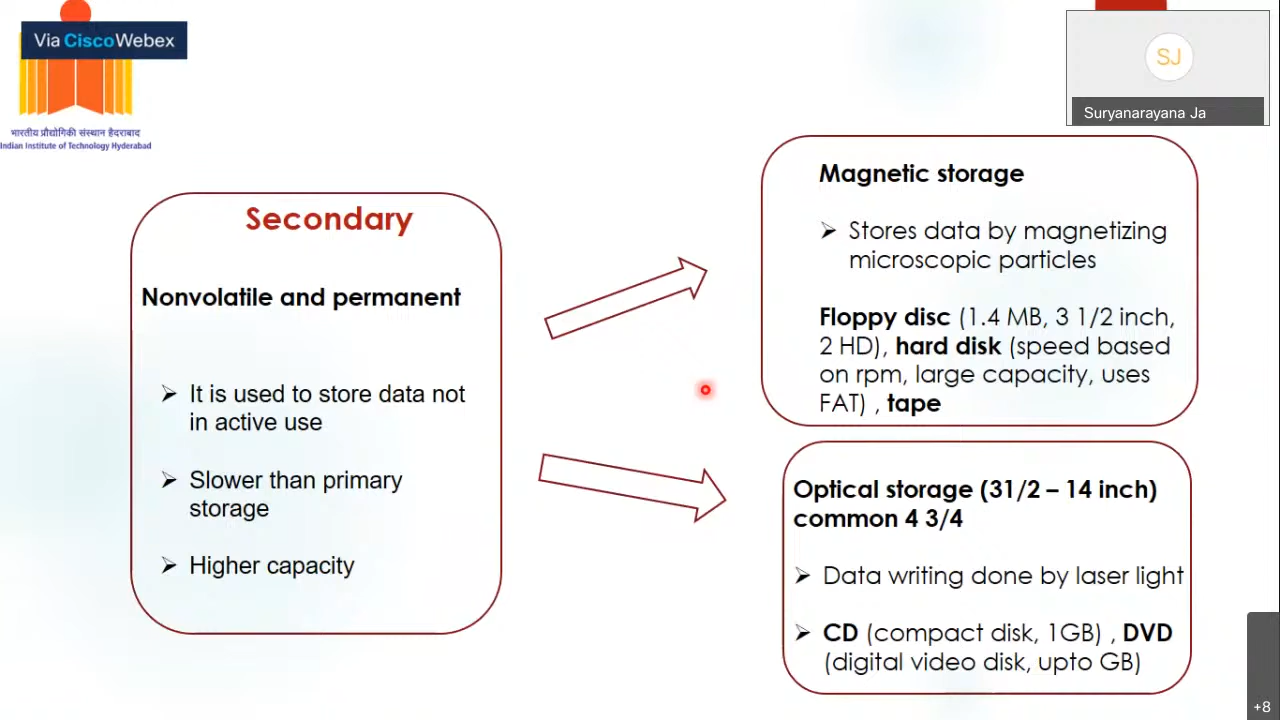 Via CiscoWebex
भारतीय प्रौद्योगिकी संस्थान हैदराबाद
Indian Institute of Technology Hyderabad
SJ
Suryanarayana Ja
Secondary
Nonvolatile and permanent
➢ It is used to store data not
in active use
➢ Slower than primary
storage
➢ Higher capacity
Magnetic storage
➢ Stores data by magnetizing
microscopic particles
Floppy disc (1.4 MB, 3 1/2 inch,
2 HD), hard disk (speed based
on rpm, large capacity, uses
FAT) , tape
Optical storage (31/2 – 14 inch)
common 4 3/4
➢ Data writing done by laser light
➢ CD (compact disk, 1GB) , DVD
(digital video disk, upto GB)
+8